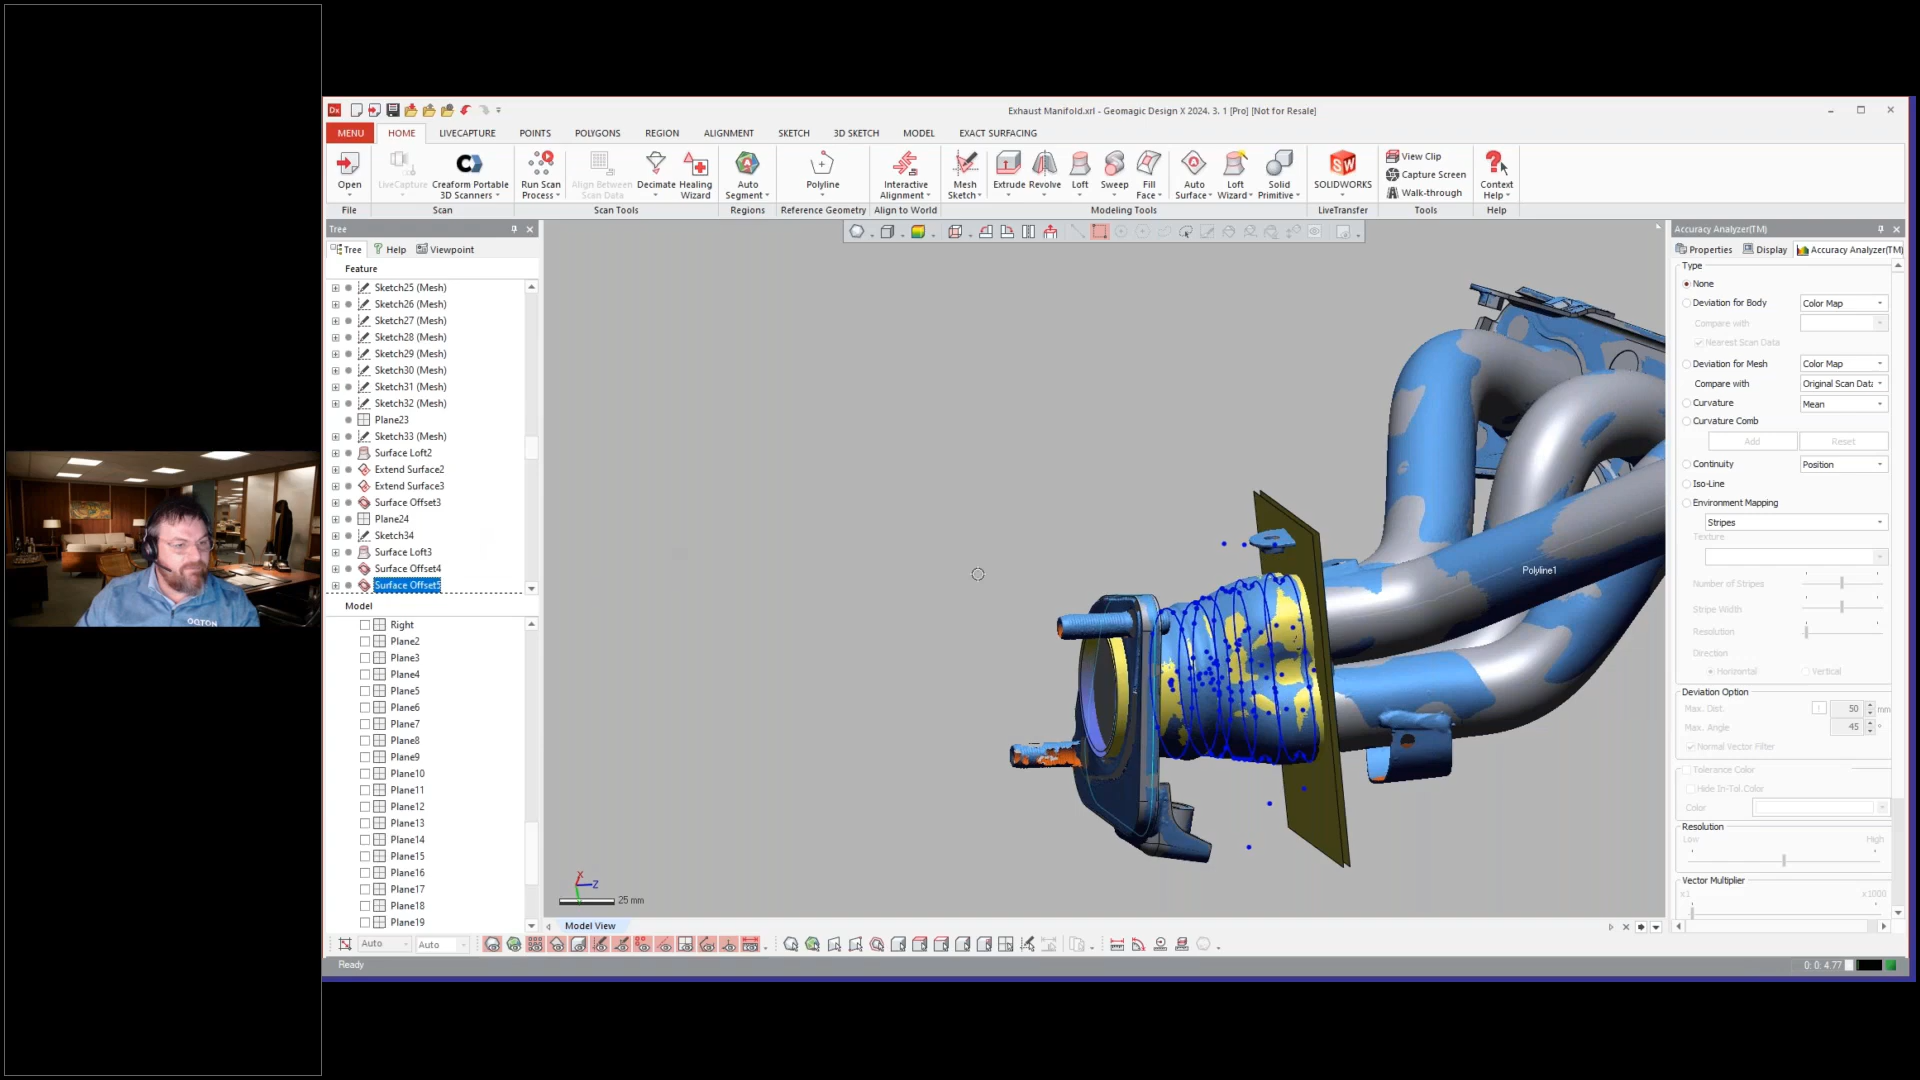 Exhaust Manifold.xrl - Geomagic Design X 2024. 3. 1 [Pro] [Not for Resale]
MENU HOME LIVECAPTURE POINTS POLYGONS REGION ALIGNMENT SKETCH 3D SKETCH MODEL EXACT SURFACING
Open
LiveCapture
Creaform Portable
3D Scanners
Run Scan
Process
Align Between
Scan Data
Decimate
Healing
Wizard
Auto
Segment
Polyline
Interactive
Alignment
Mesh
Sketch
Extrude
Revolve
Loft
Sweep
Fill
Face
Auto
Surface
Loft
Wizard
Solid
Primitive
SOLIDWORKS
View Clip
Capture Screen
Walk-through
Context
Help
File Scan Scan Tools Regions Reference Geometry Align to World Modeling Tools LiveTransfer Tools Help
Tree
Tree Help Viewpoint
Feature
Sketch25 (Mesh)
Sketch26 (Mesh)
Sketch27 (Mesh)
Sketch28 (Mesh)
Sketch29 (Mesh)
Sketch30 (Mesh)
Sketch31 (Mesh)
Sketch32 (Mesh)
Plane23
Sketch33 (Mesh)
Surface Loft2
Extend Surface2
Extend Surface3
Surface Offset3
Plane24
Sketch34
Surface Loft3
Surface Offset4
Surface Offset5
Model
Right
Plane2
Plane3
Plane4
Plane5
Plane6
Plane7
Plane8
Plane9
Plane10
Plane11
Plane12
Plane13
Plane14
Plane15
Plane16
Plane17
Plane18
Plane19
Polyline1
X
Z
25 mm
Model View
Auto Auto
Ready
0: 0: 4.77
OQTON
Accuracy Analyzer(TM)
Properties Display Accuracy Analyzer(TM)
Type
None
Deviation for Body Color Map
Compare with
Nearest Scan Data
Deviation for Mesh Color Map
Compare with Original Scan Data
Curvature Mean
Curvature Comb
Add Reset
Continuity Position
Iso-Line
Environment Mapping
Stripes
Texture
Number of Stripes
Stripe Width
Resolution
Direction
Horizontal Vertical
Deviation Option
Max. Dist. 50 mm
Max. Angle 45 °
Normal Vector Filter
Tolerance Color
Hide In-Tol.Color
Color
Resolution
Low High
Vector Multiplier
x1 x1000